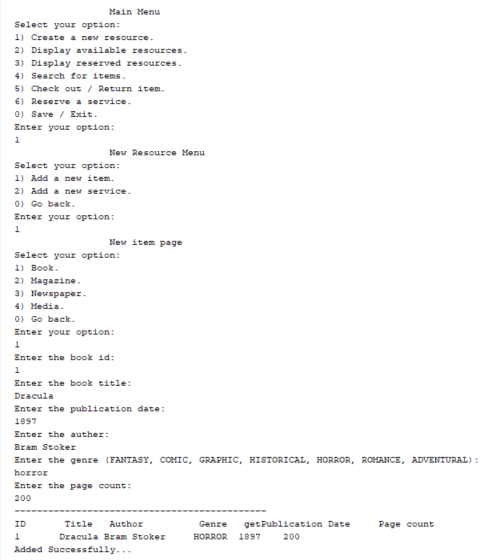 Main Menu
Select your option:
1) Create a new resource.
2) Display available resources.
3) Display reserved resources.
4) Search for items.
5) Check out / Return item.
6) Reserve a service.
0) Save / Exit.
Enter your option:
1
New Resource Menu
Select your option:
1) Add a new item.
2) Add a new service.
0) Go back.
Enter your option:
1
New item page
Select your option:
1) Book.
2) Magazine.
3) Newspaper.
4) Media.
0) Go back.
Enter your option:
1
Enter the book id:
1
Enter the book title:
Dracula
Enter the publication date:
1897
Enter the auther:
Bram Stoker
Enter the genre (FANTASY, COMIC, GRAPHIC, HISTORICAL, HORROR, ROMANCE, ADVENTURAL):
horror
Enter the page count:
200
----------------------------------------------
ID Title Author Genre getPublication Date Page count
1 Dracula Bram Stoker HORROR 1897 200
Added Successfully...